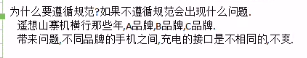 为什么要遵循规范?如果不遵循规范会出现什么问题.
遥想山寨机横行那些年,A品牌,B品牌,C品牌.
带来问题,不同品牌的手机之间,充电的接口是不相同的,不